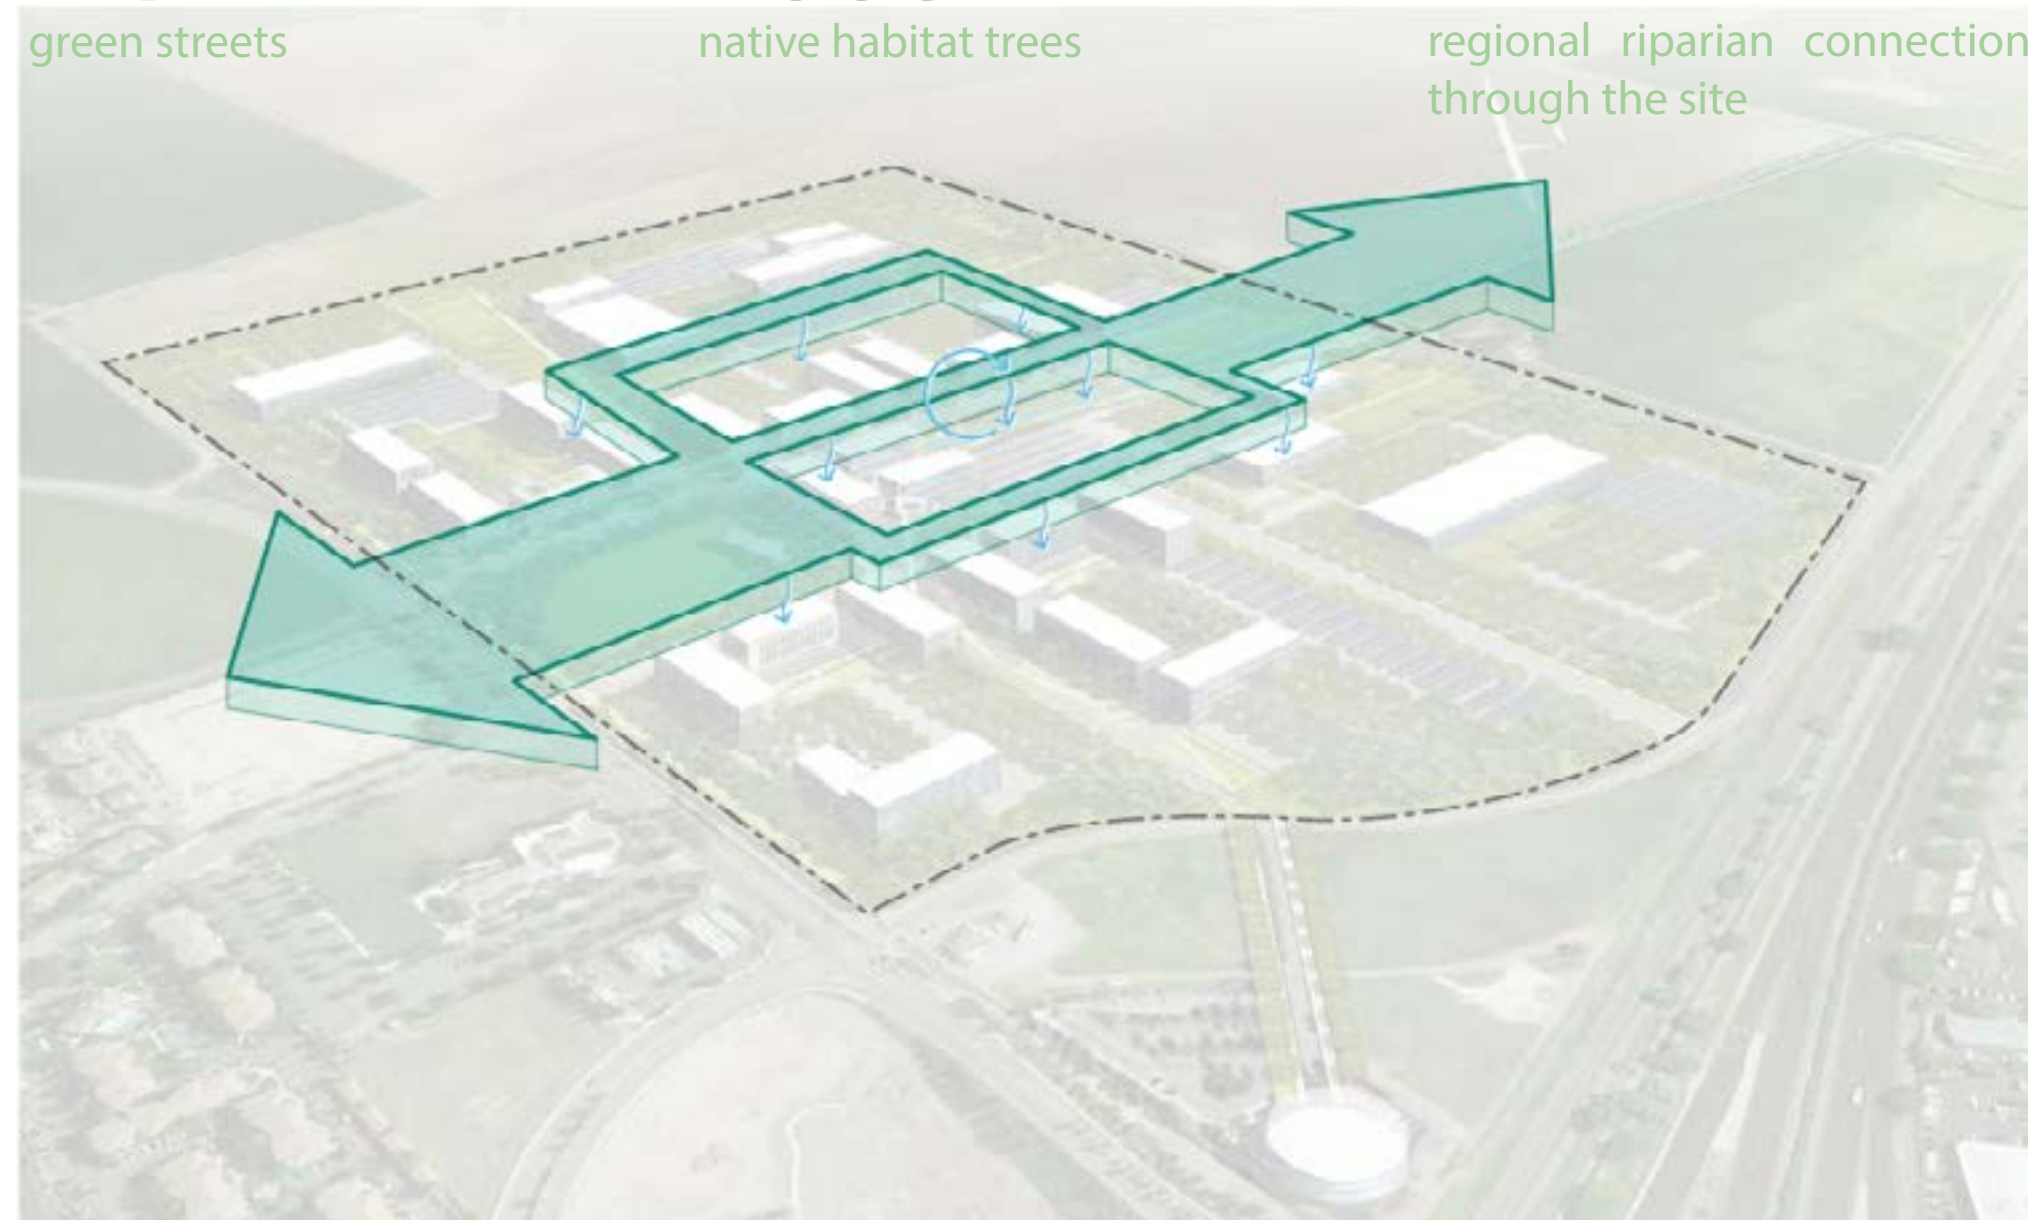 green streets
native habitat trees
regional riparian connection
through the site